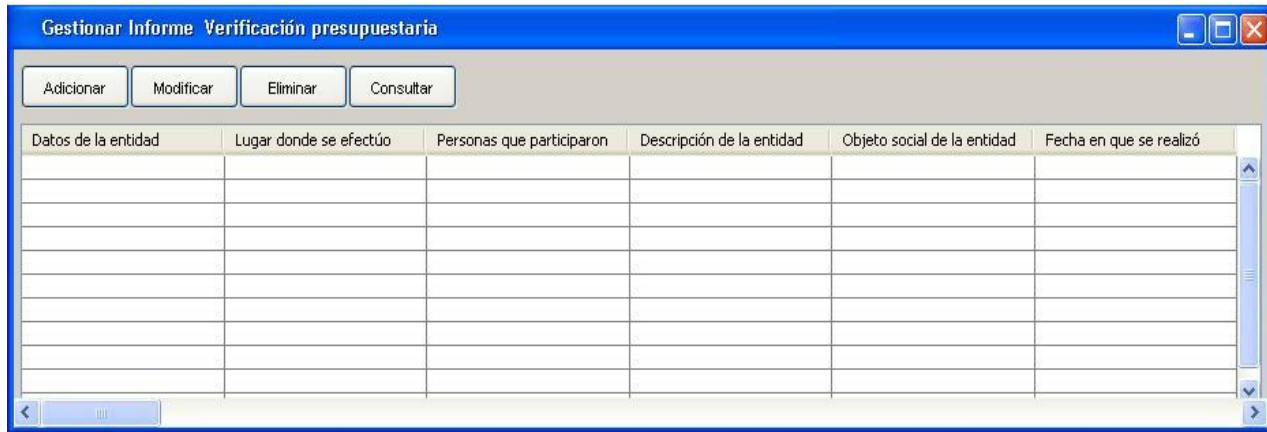 Gestionar Informe Verificación presupuestaria
Adicionar Modificar Eliminar Consultar
Datos de la entidad Lugar donde se efectúo Personas que participaron Descripción de la entidad Objeto social de la entidad Fecha en que se realizó